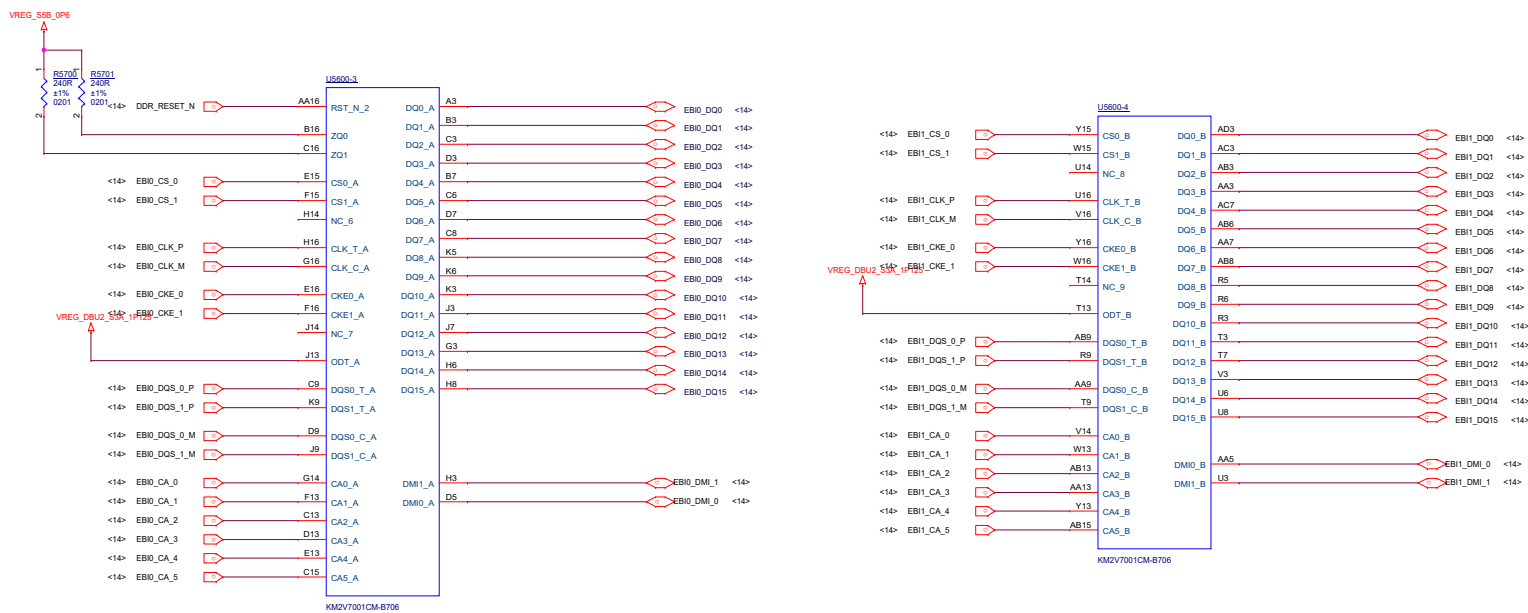 VREG_S5B_0P6
1
1
R5700
240R
±1%
0201
2
R5701
240R
±1%
0201
2
U5600-3
<14> DDR_RESET_N AA16 RST_N_2
B16 ZQ0
C16 ZQ1
<14> EBI0_CS_0 E15 CS0_A
<14> EBI0_CS_1 F15 CS1_A
H14 NC_6
<14> EBI0_CLK_P H16 CLK_T_A
<14> EBI0_CLK_M G16 CLK_C_A
<14> EBI0_CKE_0 E16 CKE0_A
<14> EBI0_CKE_1 F16 CKE1_A
VREG_DBU2_S3A_1P125
J14 NC_7
J13 ODT_A
<14> EBI0_DQS_0_P C9 DQS0_T_A
<14> EBI0_DQS_1_P K9 DQS1_T_A
<14> EBI0_DQS_0_M D9 DQS0_C_A
<14> EBI0_DQS_1_M J9 DQS1_C_A
<14> EBI0_CA_0 G14 CA0_A
<14> EBI0_CA_1 F13 CA1_A
<14> EBI0_CA_2 C13 CA2_A
<14> EBI0_CA_3 D13 CA3_A
<14> EBI0_CA_4 E13 CA4_A
<14> EBI0_CA_5 C15 CA5_A
DQ0_A A3 EBI0_DQ0 <14>
DQ1_A B3 EBI0_DQ1 <14>
DQ2_A C3 EBI0_DQ2 <14>
DQ3_A D3 EBI0_DQ3 <14>
DQ4_A B7 EBI0_DQ4 <14>
DQ5_A C6 EBI0_DQ5 <14>
DQ6_A D7 EBI0_DQ6 <14>
DQ7_A C8 EBI0_DQ7 <14>
DQ8_A K5 EBI0_DQ8 <14>
DQ9_A K6 EBI0_DQ9 <14>
DQ10_A K3 EBI0_DQ10 <14>
DQ11_A J3 EBI0_DQ11 <14>
DQ12_A J7 EBI0_DQ12 <14>
DQ13_A G3 EBI0_DQ13 <14>
DQ14_A H6 EBI0_DQ14 <14>
DQ15_A H8 EBI0_DQ15 <14>
DMI1_A H3 EBI0_DMI_1 <14>
DMI0_A D5 EBI0_DMI_0 <14>
KM2V7001CM-B706
U5600-4
<14> EBI1_CS_0 Y15 CS0_B
<14> EBI1_CS_1 W15 CS1_B
U14 NC_8
<14> EBI1_CLK_P U16 CLK_T_B
<14> EBI1_CLK_M V16 CLK_C_B
<14> EBI1_CKE_0 Y16 CKE0_B
<14> EBI1_CKE_1 W16 CKE1_B
VREG_DBU2_S3A_1P125
T14 NC_9
T13 ODT_B
<14> EBI1_DQS_0_P AB9 DQS0_T_B
<14> EBI1_DQS_1_P R9 DQS1_T_B
<14> EBI1_DQS_0_M AA9 DQS0_C_B
<14> EBI1_DQS_1_M T9 DQS1_C_B
<14> EBI1_CA_0 V14 CA0_B
<14> EBI1_CA_1 W13 CA1_B
<14> EBI1_CA_2 AB13 CA2_B
<14> EBI1_CA_3 AA13 CA3_B
<14> EBI1_CA_4 Y13 CA4_B
<14> EBI1_CA_5 AB15 CA5_B
DQ0_B AD3 EBI1_DQ0 <14>
DQ1_B AC3 EBI1_DQ1 <14>
DQ2_B AB3 EBI1_DQ2 <14>
DQ3_B AA3 EBI1_DQ3 <14>
DQ4_B AC7 EBI1_DQ4 <14>
DQ5_B AB6 EBI1_DQ5 <14>
DQ6_B AA7 EBI1_DQ6 <14>
DQ7_B AB8 EBI1_DQ7 <14>
DQ8_B R5 EBI1_DQ8 <14>
DQ9_B R6 EBI1_DQ9 <14>
DQ10_B R3 EBI1_DQ10 <14>
DQ11_B T3 EBI1_DQ11 <14>
DQ12_B T7 EBI1_DQ12 <14>
DQ13_B V3 EBI1_DQ13 <14>
DQ14_B U6 EBI1_DQ14 <14>
DQ15_B U8 EBI1_DQ15 <14>
DMI0_B AA5 EBI1_DMI_0 <14>
DMI1_B U3 EBI1_DMI_1 <14>
KM2V7001CM-B706